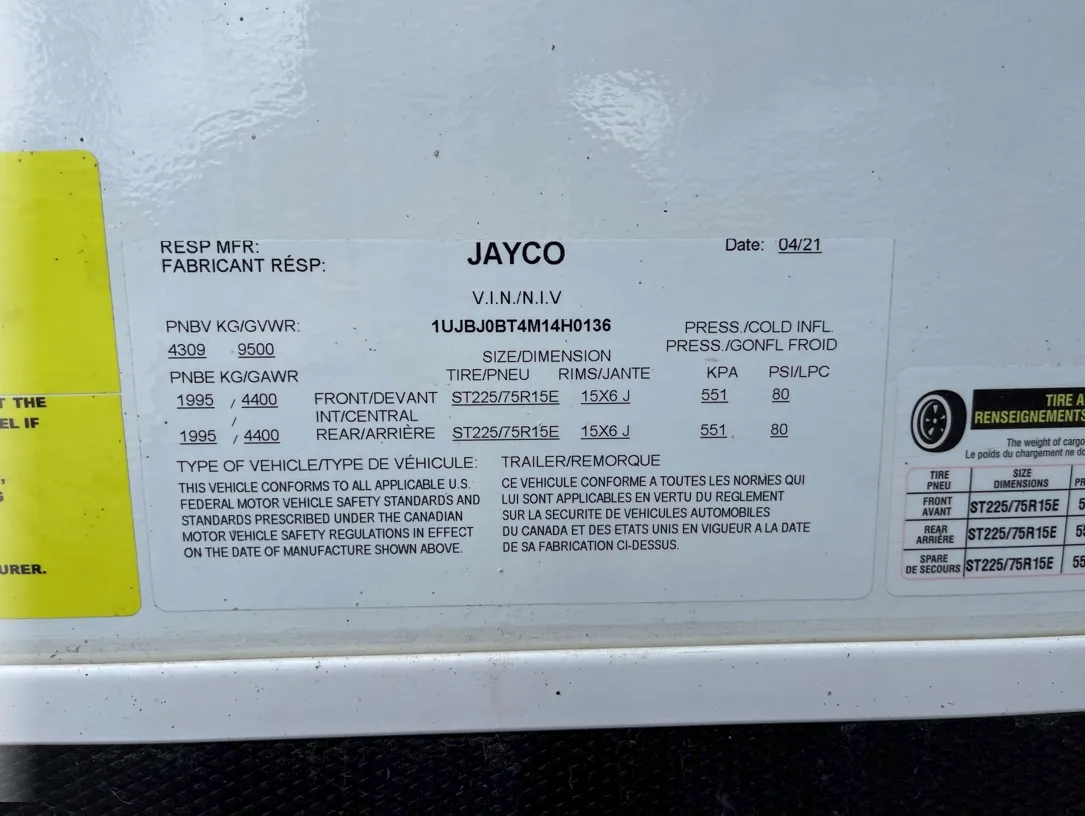 RESP MFR:
FABRICANT RÉSP:
JAYCO
Date: 04/21
V.I.N./N.I.V
1UJBJ0BT4M14H0136
PNBV KG/GVWR:
4309 9500
PRESS./COLD INFL.
PRESS./GONFL FROID
SIZE/DIMENSION
PNBE KG/GAWR TIRE/PNEU RIMS/JANTE KPA PSI/LPC
1995 / 4400 FRONT/DEVANT ST225/75R15E 15X6 J 551 80
/ INT/CENTRAL
1995 / 4400 REAR/ARRIÈRE ST225/75R15E 15X6 J 551 80
TYPE OF VEHICLE/TYPE DE VÉHICULE: TRAILER/REMORQUE
THIS VEHICLE CONFORMS TO ALL APPLICABLE U.S.
FEDERAL MOTOR VEHICLE SAFETY STANDARDS AND
STANDARDS PRESCRIBED UNDER THE CANADIAN
MOTOR VEHICLE SAFETY REGULATIONS IN EFFECT
ON THE DATE OF MANUFACTURE SHOWN ABOVE.
CE VEHICULE CONFORME A TOUTES LES NORMES QUI
LUI SONT APPLICABLES EN VERTU DU REGLEMENT
SUR LA SECURITE DE VEHICULES AUTOMOBILES
DU CANADA ET DES ETATS UNIS EN VIGUEUR A LA DATE
DE SA FABRICATION CI-DESSUS.
THE
EL IF
URER.
TIRE A
RENSEIGNEMENTS
The weight of cargo
Le poids du chargement ne do
TIRE SIZE
PNEU DIMENSIONS PR
FRONT
AVANT ST225/75R15E 5
REAR
ARRIÈRE ST225/75R15E 55
SPARE
DE SECOURS ST225/75R15E 55